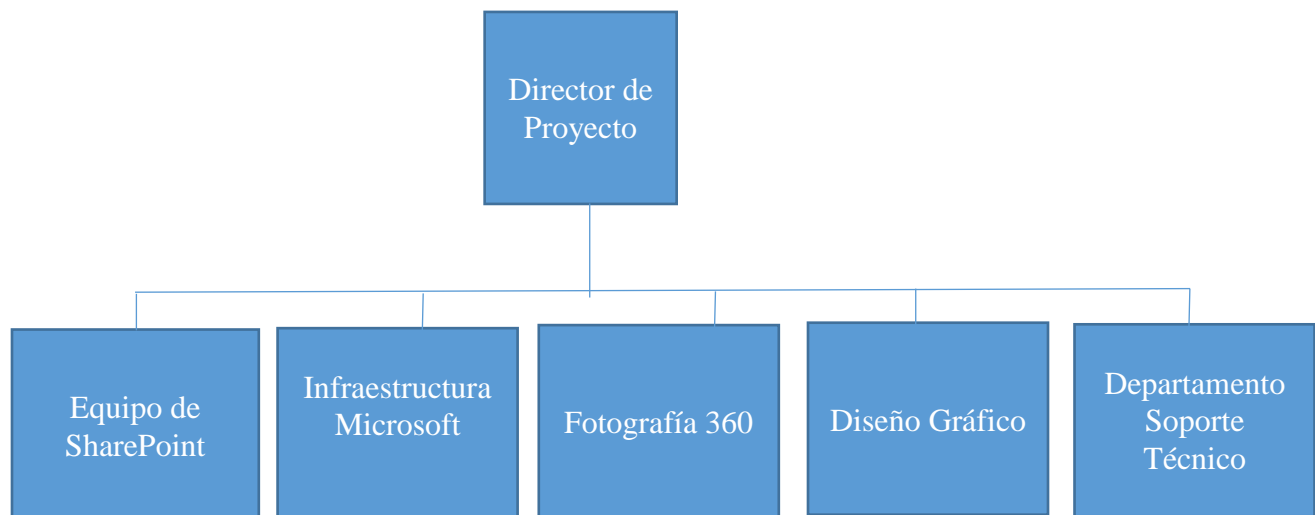 Director de
Proyecto
Equipo de
SharePoint
Infraestructura
Microsoft
Fotografía 360
Diseño Gráfico
Departamento
Soporte
Técnico